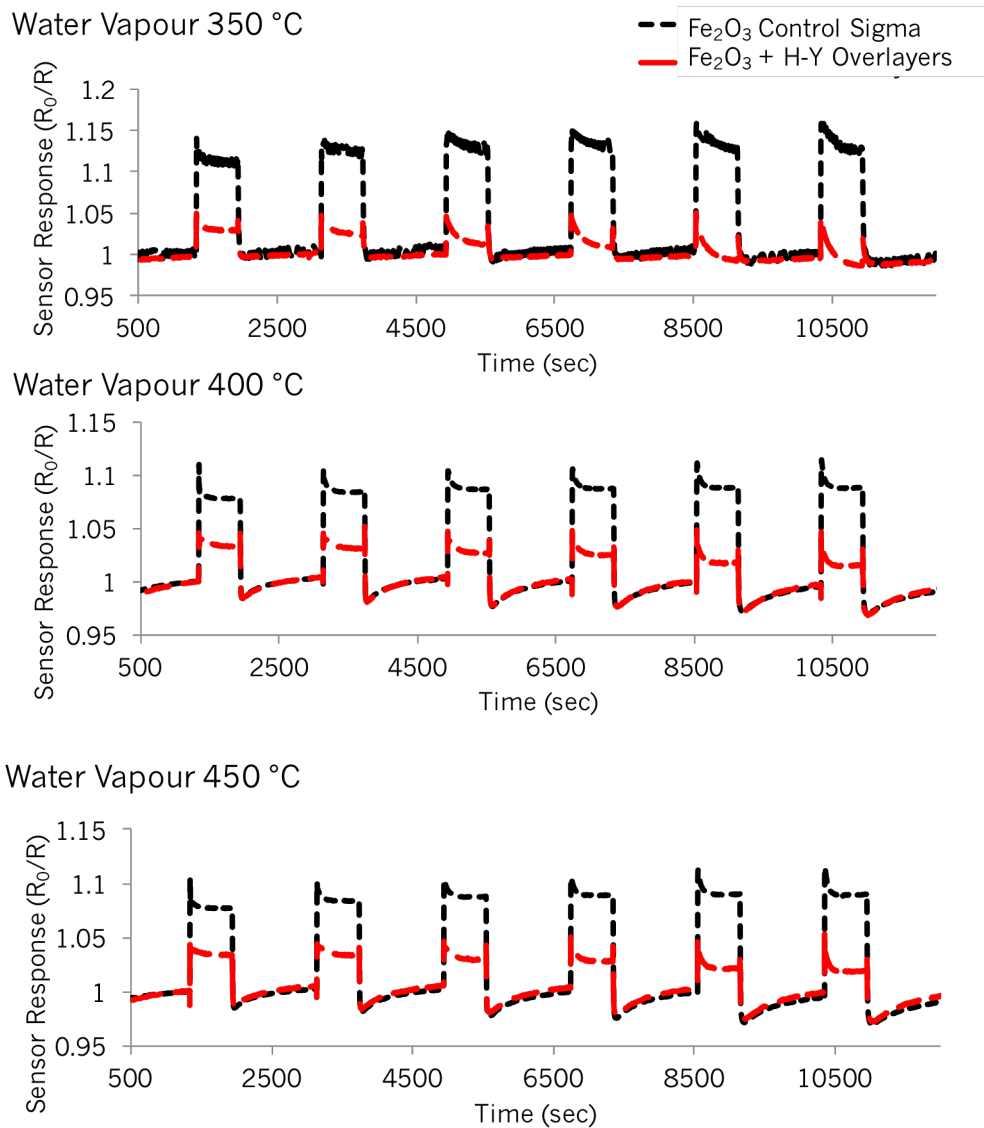 Water Vapour 350 °C
Fe₂O₃ Control Sigma
Fe₂O₃ + H-Y Overlayers
Sensor Response (R₀/R)
1.2
1.15
1.1
1.05
1
0.95
500 2500 4500 6500 8500 10500
Time (sec)
Water Vapour 400 °C
Sensor Response (R₀/R)
1.15
1.1
1.05
1
0.95
500 2500 4500 6500 8500 10500
Time (sec)
Water Vapour 450 °C
Sensor Response (R₀/R)
1.15
1.1
1.05
1
0.95
500 2500 4500 6500 8500 10500
Time (sec)